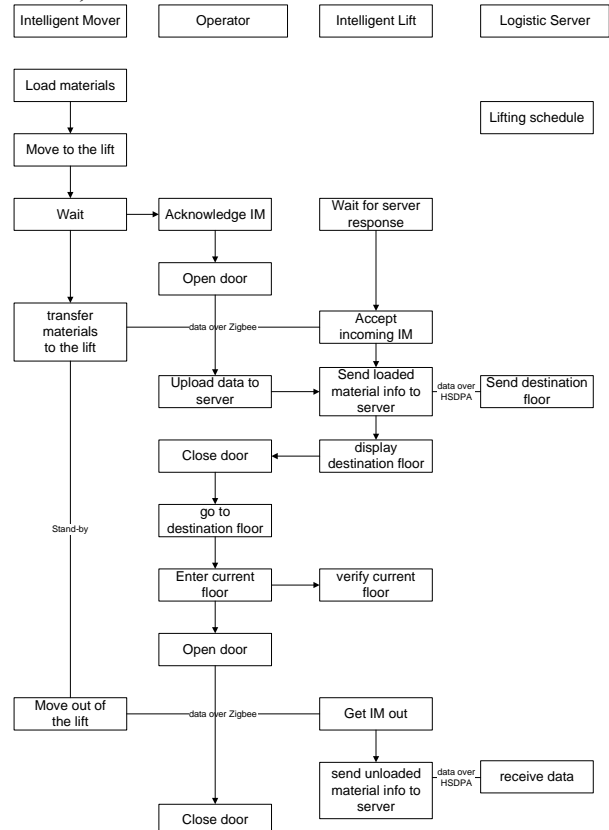 Intelligent Mover
Operator
Intelligent Lift
Logistic Server
Load materials
Lifting schedule
Move to the lift
Wait
Acknowledge IM
Wait for server
response
Open door
transfer
materials
to the lift
data over Zigbee
Accept
incoming IM
Upload data to
server
Send loaded
material info to
server
data over
HSDPA
Send destination
floor
Close door
display
destination floor
go to
destination floor
Stand-by
Enter current
floor
verify current
floor
Open door
Move out of
the lift
data over Zigbee
Get IM out
send unloaded
material info to
server
data over
HSDPA
receive data
Close door